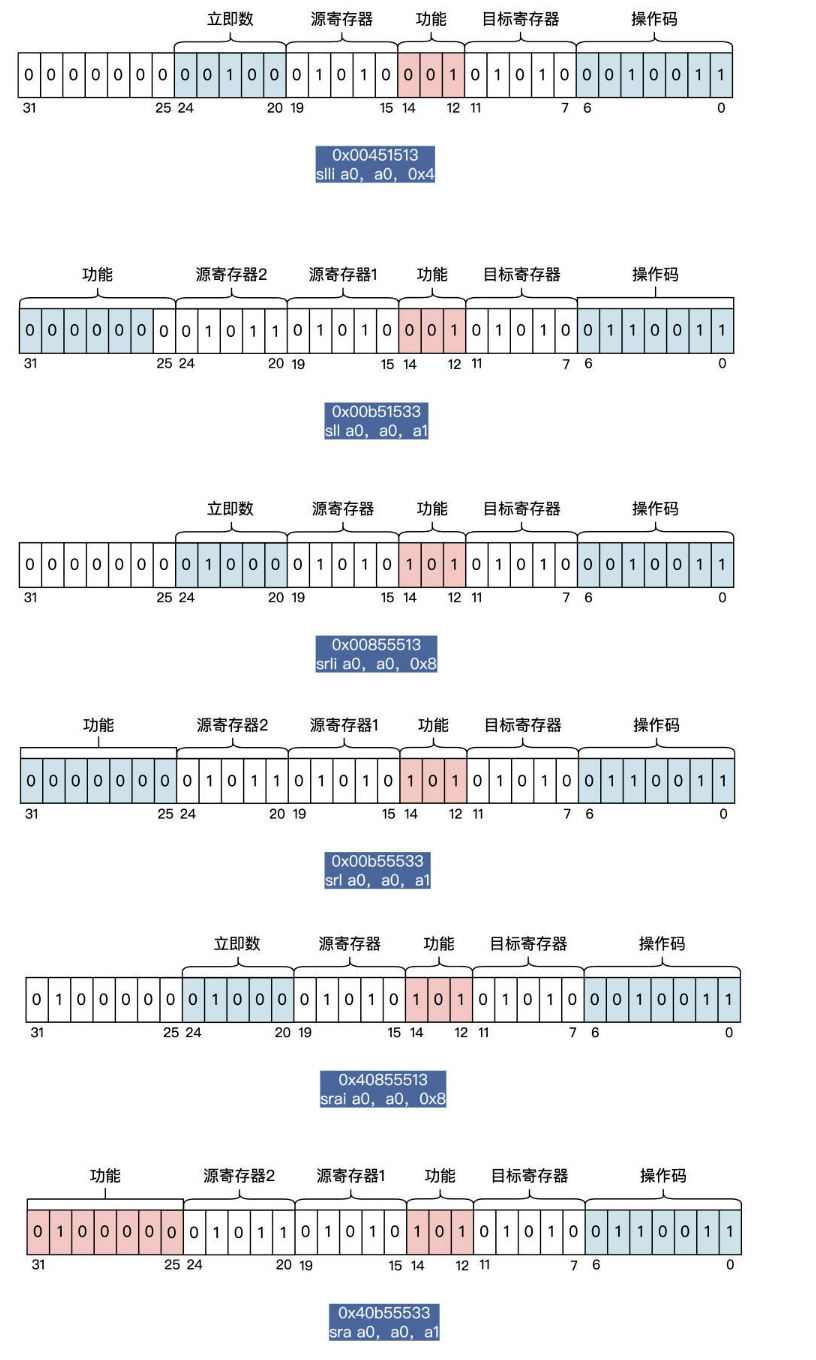 立即数 源寄存器 功能 目标寄存器 操作码
0 0 0 0 0 0 0 0 0 1 0 0 0 1 0 1 0 0 0 1 0 1 0 1 0 0 0 1 0 0 1 1
31 25 24 20 19 15 14 12 11 7 6 0
0x00451513
slli a0, a0, 0x4
功能 源寄存器2 源寄存器1 功能 目标寄存器 操作码
0 0 0 0 0 0 0 0 1 0 1 1 0 1 0 1 0 0 0 1 0 1 0 1 0 0 1 1 0 0 1 1
31 25 24 20 19 15 14 12 11 7 6 0
0x00b51533
sll a0, a0, a1
立即数 源寄存器 功能 目标寄存器 操作码
0 0 0 0 0 0 0 0 1 0 0 0 0 1 0 1 0 1 0 1 0 1 0 1 0 0 0 1 0 0 1 1
31 25 24 20 19 15 14 12 11 7 6 0
0x00855513
srli a0, a0, 0x8
功能 源寄存器2 源寄存器1 功能 目标寄存器 操作码
0 0 0 0 0 0 0 0 1 0 1 1 0 1 0 1 0 1 0 1 0 1 0 1 0 0 1 1 0 0 1 1
31 25 24 20 19 15 14 12 11 7 6 0
0x00b55533
srl a0, a0, a1
立即数 源寄存器 功能 目标寄存器 操作码
0 1 0 0 0 0 0 0 1 0 0 0 0 1 0 1 0 1 0 1 0 1 0 1 0 0 0 1 0 0 1 1
31 25 24 20 19 15 14 12 11 7 6 0
0x40855513
srai a0, a0, 0x8
功能 源寄存器2 源寄存器1 功能 目标寄存器 操作码
0 1 0 0 0 0 0 0 1 0 1 1 0 1 0 1 0 1 0 1 0 1 0 1 0 0 1 1 0 0 1 1
31 25 24 20 19 15 14 12 11 7 6 0
0x40b55533
sra a0, a0, a1